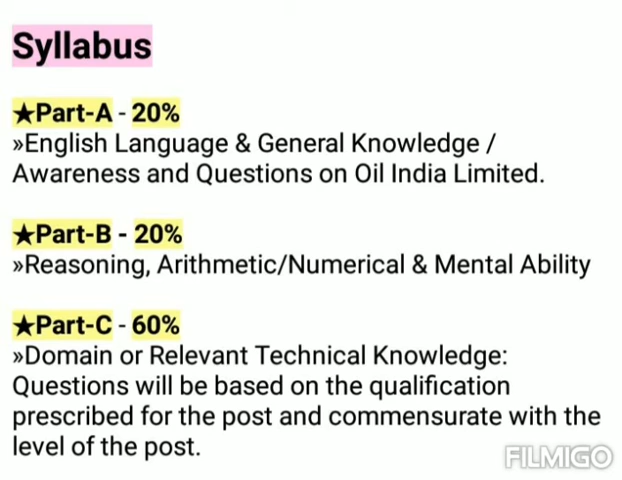 Syllabus
★Part-A - 20%
»English Language & General Knowledge /
Awareness and Questions on Oil India Limited.
★Part-B - 20%
»Reasoning, Arithmetic/Numerical & Mental Ability
★Part-C - 60%
»Domain or Relevant Technical Knowledge:
Questions will be based on the qualification
prescribed for the post and commensurate with the
level of the post.
FILMIGO